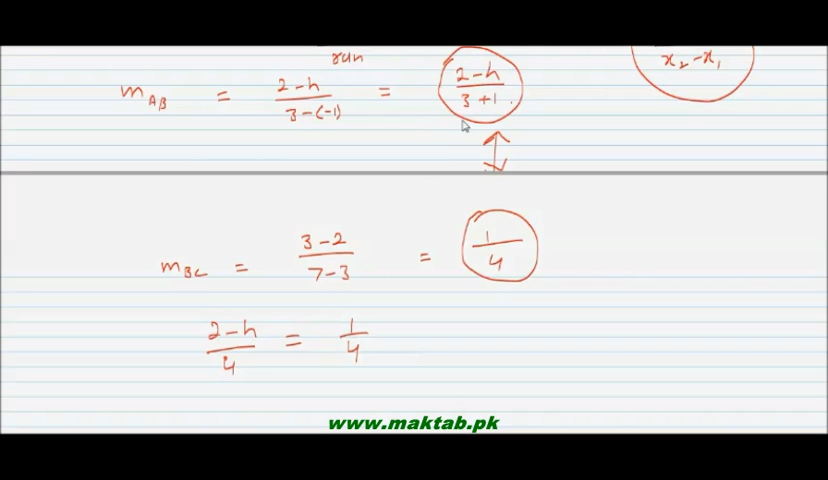 run
x₂-x₁
m_AB = (2-h)/(3-(-1)) = (2-h)/(3+1)
m_BC = (3-2)/(7-3) = 1/4
(2-h)/4 = 1/4
www.maktab.pk